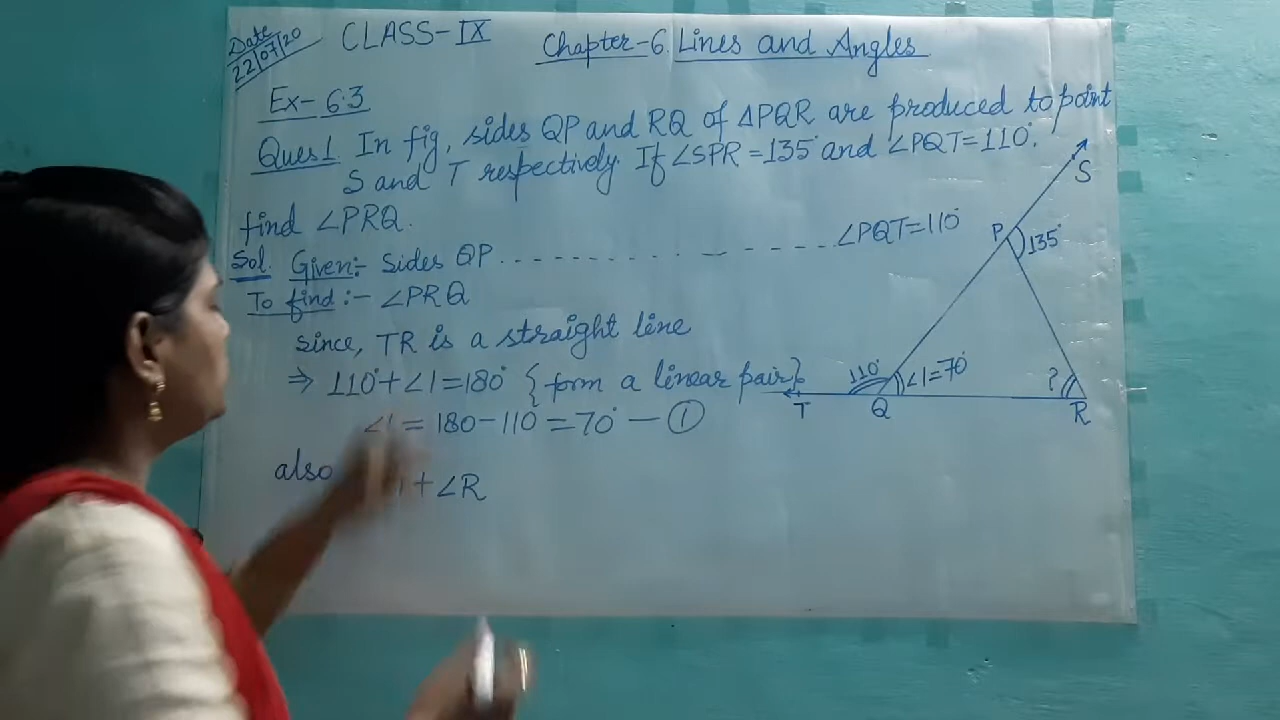 Date
22/07/20
CLASS-IX
Chapter-6 Lines and Angles
Ex- 6.3
Ques1 In fig, sides QP and RQ of ΔPQR are produced to point
S and T respectively. If ∠SPR = 135° and ∠PQT = 110°.
find ∠PRQ.
Sol. Given:- Sides QP - - - - - - - - - - - - - - - - - - ∠PQT = 110°
To find :- ∠PRQ
since, TR is a straight line
⇒ 110° + ∠1 = 180° {form a linear pair}
∠1 = 180 - 110° = 70° — ①
also
+ ∠R
S
P
135°
110°
∠1 = 70°
?
T
Q
R